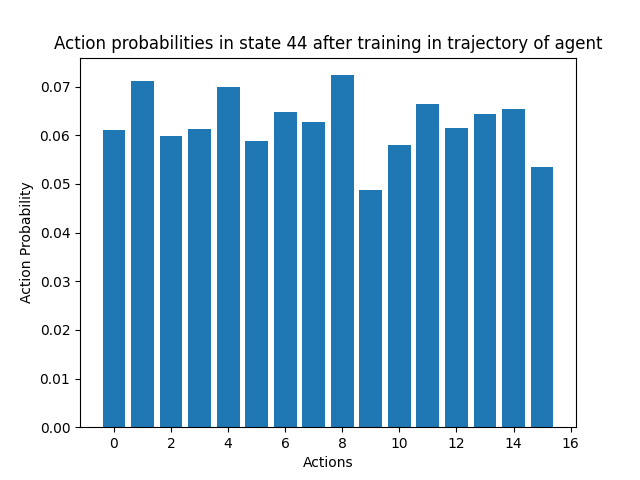 Action probabilities in state 44 after training in trajectory of agent
0.07
0.06
0.05
0.04
0.03
0.02
0.01
0.00
Action Probability
0 2 4 6 8 10 12 14 16
Actions